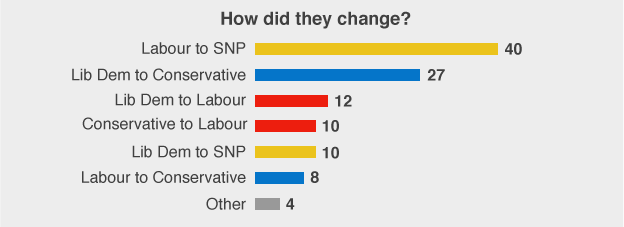 How did they change?
Labour to SNP 40
Lib Dem to Conservative 27
Lib Dem to Labour 12
Conservative to Labour 10
Lib Dem to SNP 10
Labour to Conservative 8
Other 4